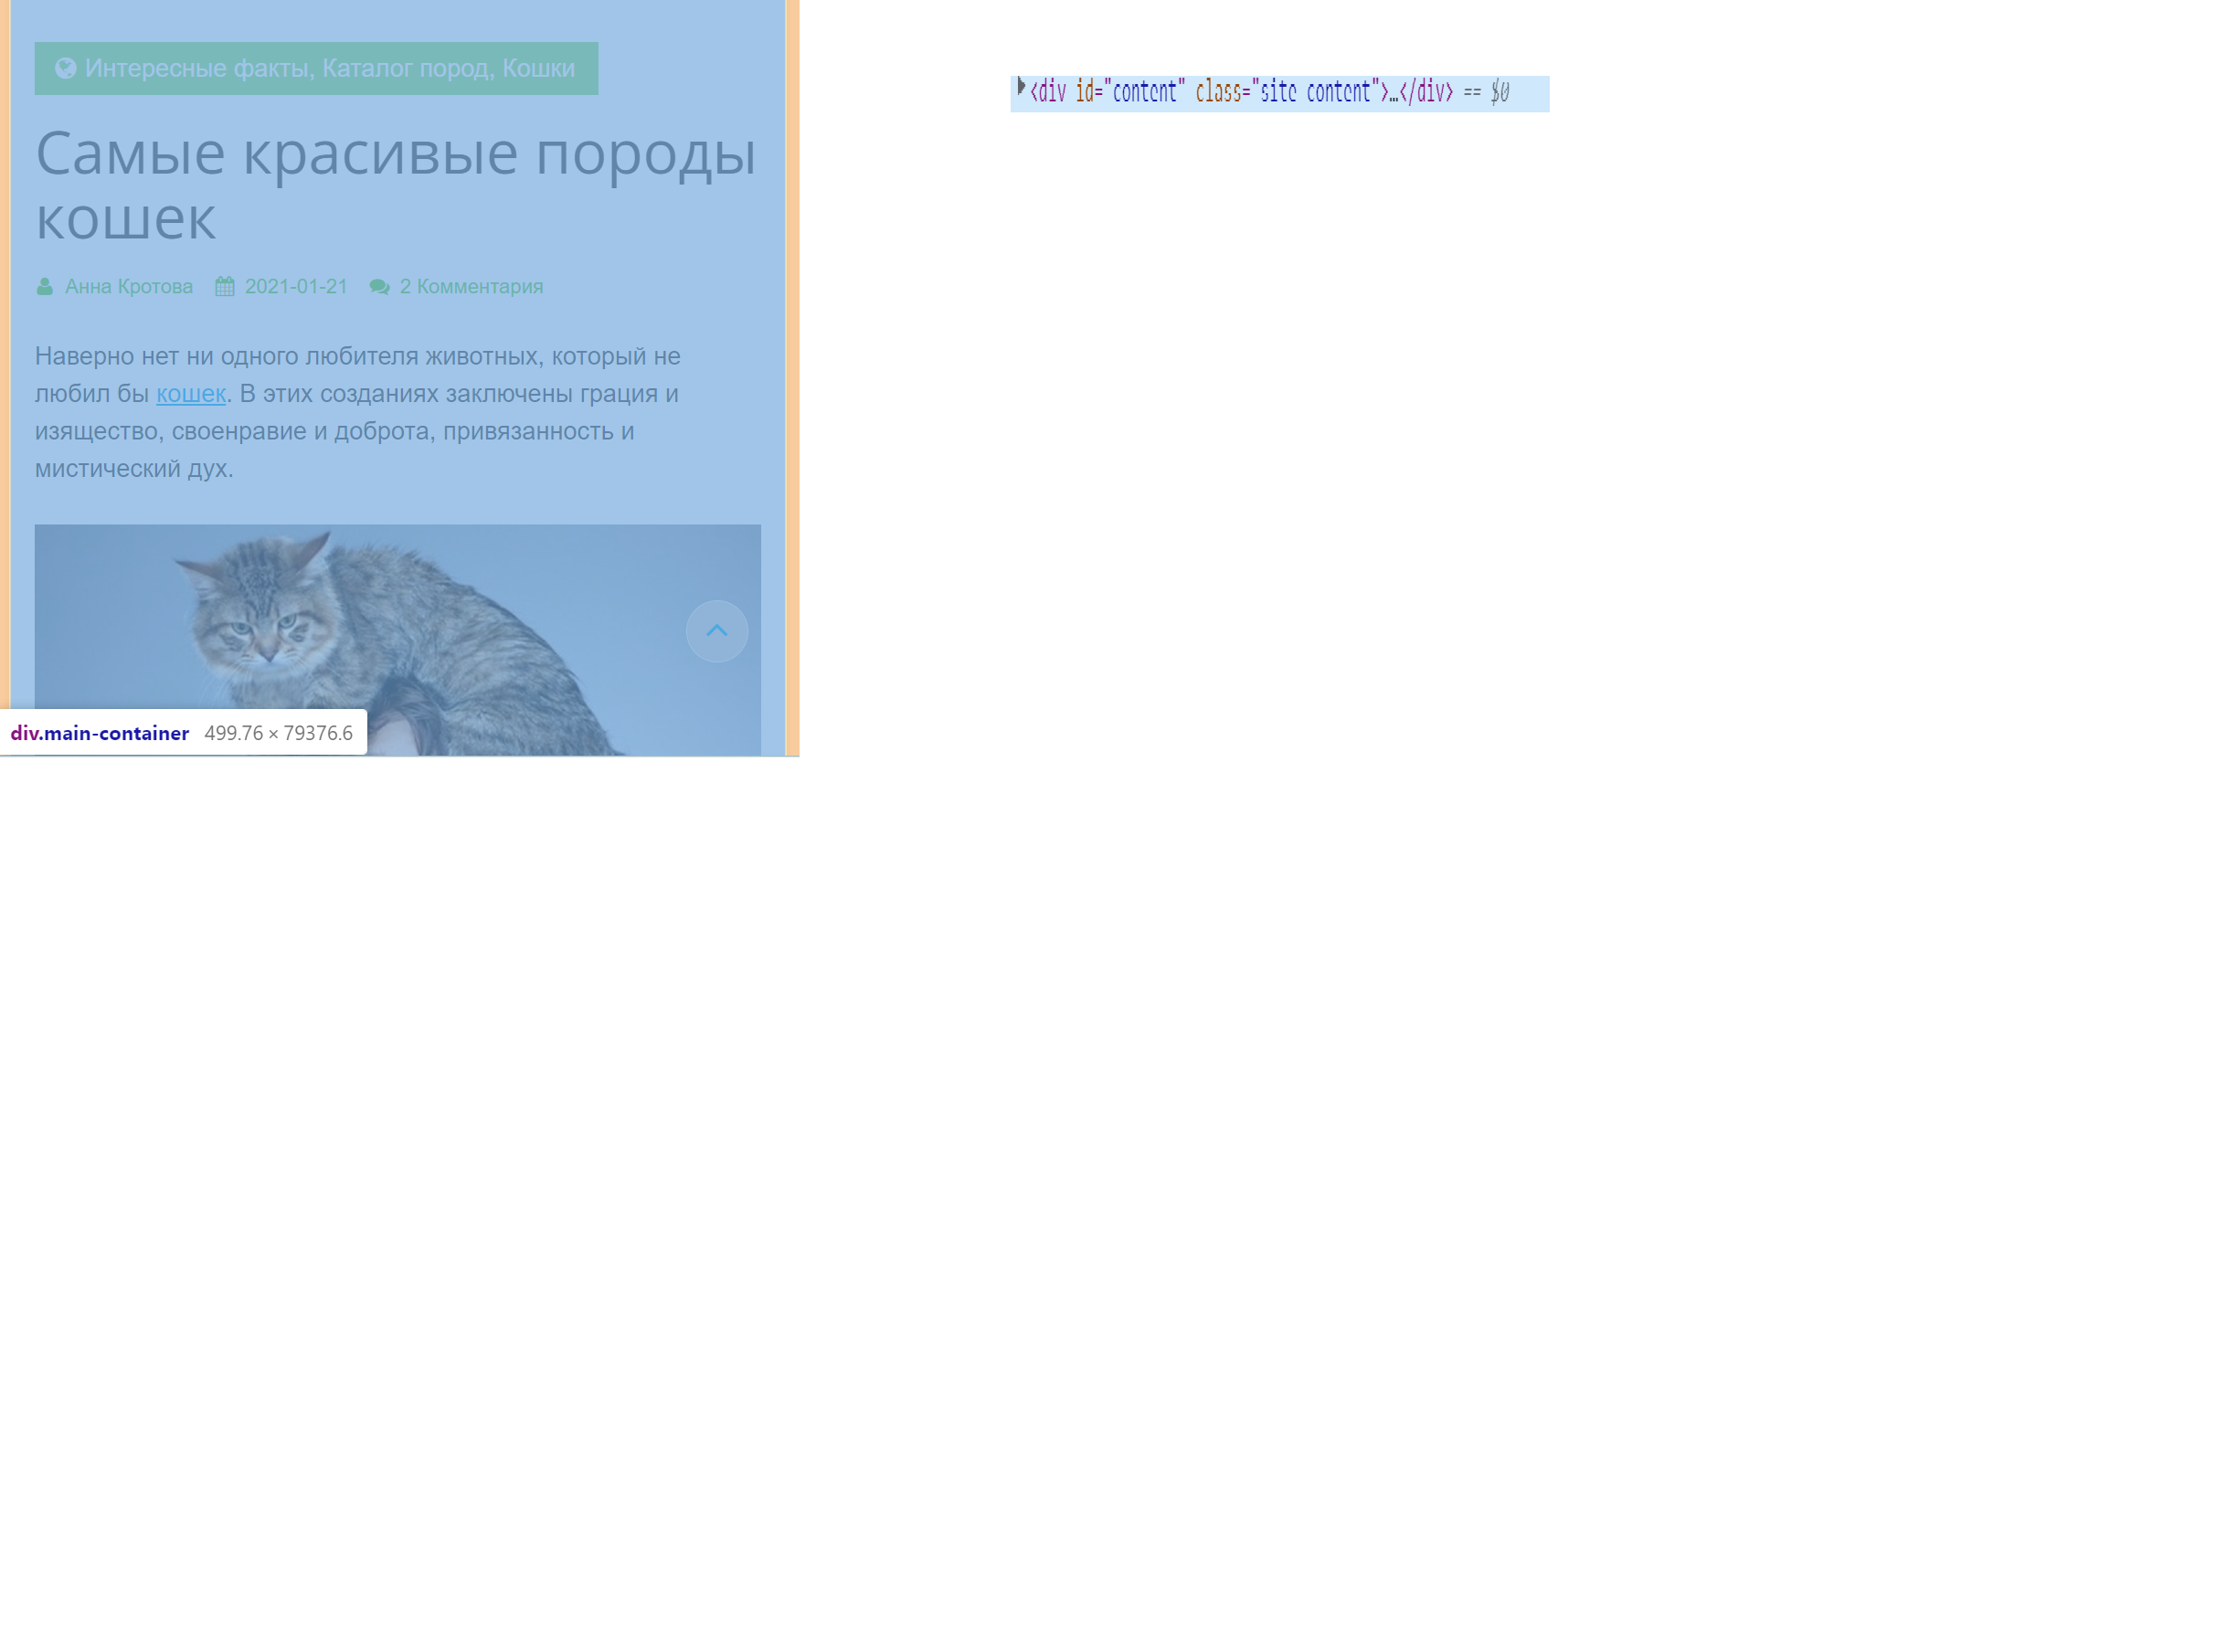 Интересные факты, Каталог пород, Кошки
Самые красивые породы
кошек
Анна Кротова 2021-01-21 2 Комментария
Наверно нет ни одного любителя животных, который не
любил бы кошек. В этих созданиях заключены грация и
изящество, своенравие и доброта, привязанность и
мистический дух.
div.main-container 499.76 × 79376.6
<div id="content" class="site content">…</div> == $0